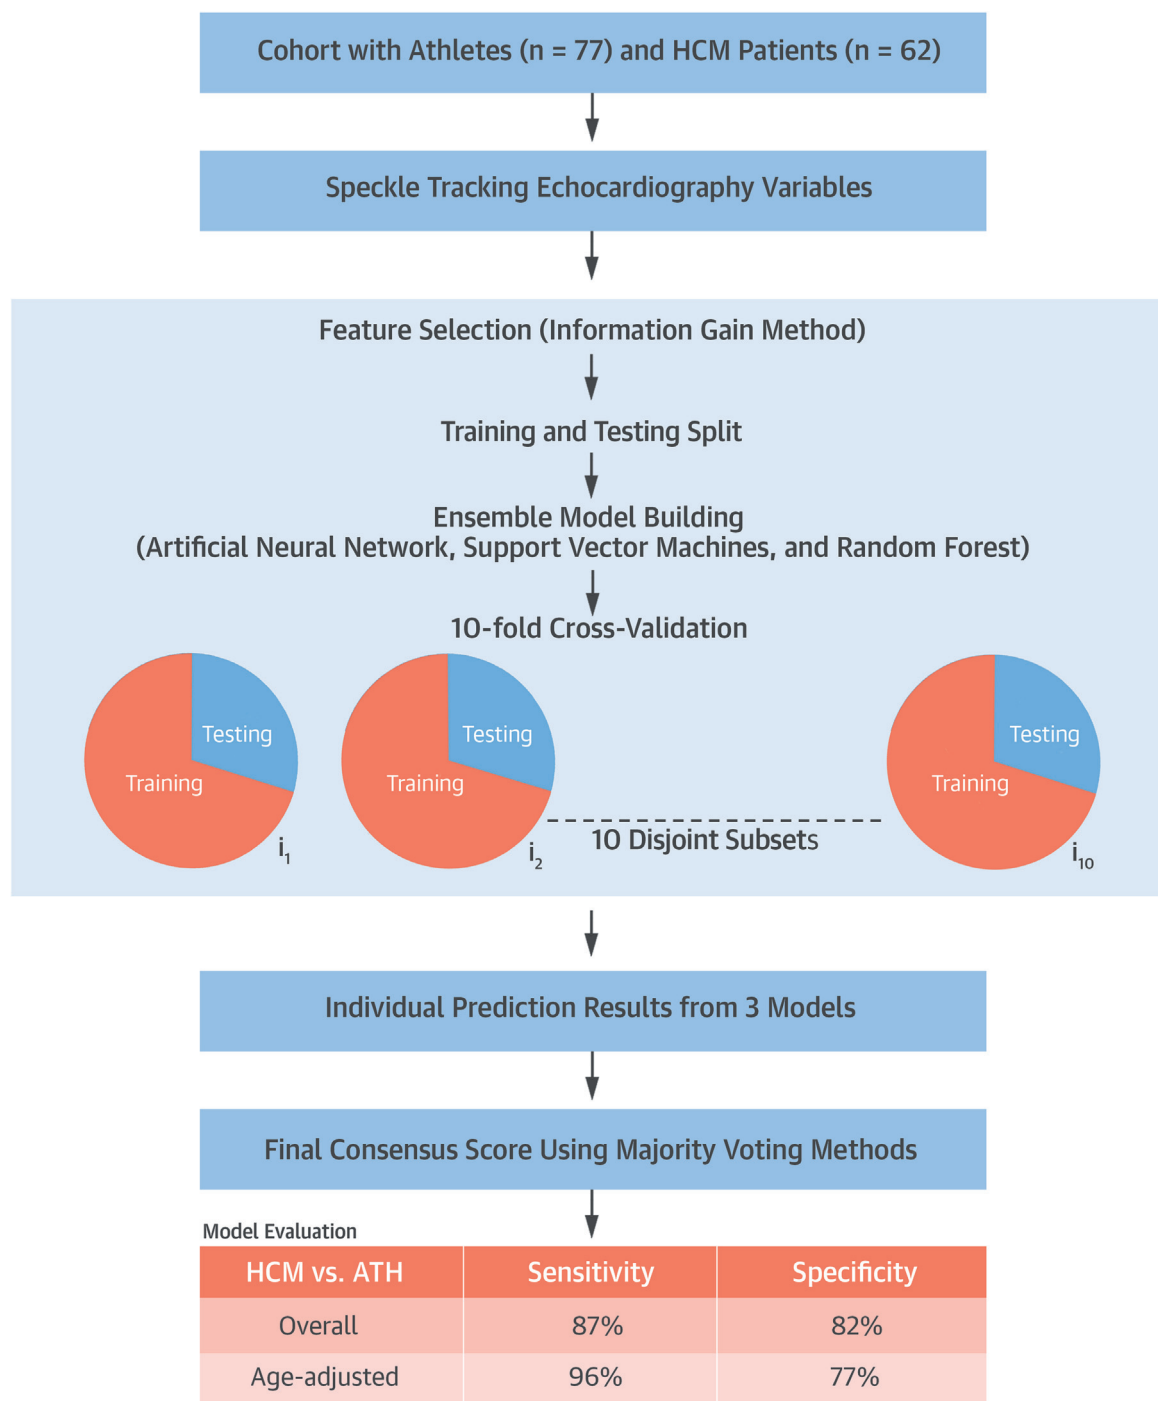 Cohort with Athletes (n = 77) and HCM Patients (n = 62)
Speckle Tracking Echocardiography Variables
Feature Selection (Information Gain Method)
Training and Testing Split
Ensemble Model Building
(Artificial Neural Network, Support Vector Machines, and Random Forest)
10-fold Cross-Validation
Testing
Training
i1
Testing
Training
i2
10 Disjoint Subsets
Testing
Training
i10
Individual Prediction Results from 3 Models
Final Consensus Score Using Majority Voting Methods
Model Evaluation
HCM vs. ATH Sensitivity Specificity
Overall 87% 82%
Age-adjusted 96% 77%